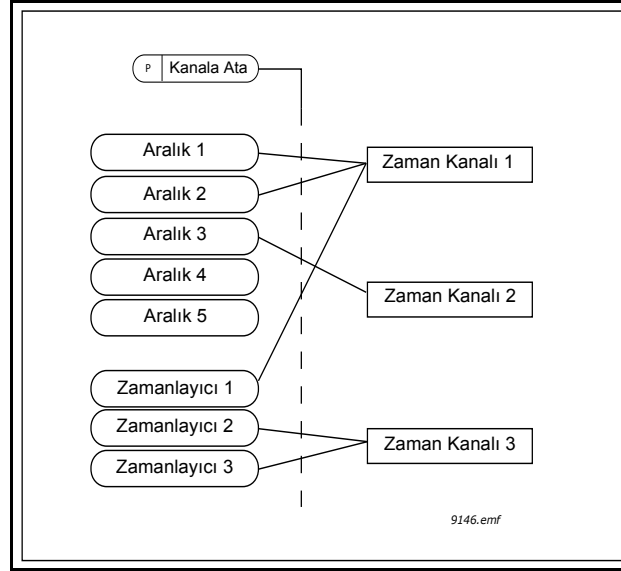 P Kanala Ata
Aralık 1
Aralık 2
Aralık 3
Aralık 4
Aralık 5
Zamanlayıcı 1
Zamanlayıcı 2
Zamanlayıcı 3
Zaman Kanalı 1
Zaman Kanalı 2
Zaman Kanalı 3
9146.emf